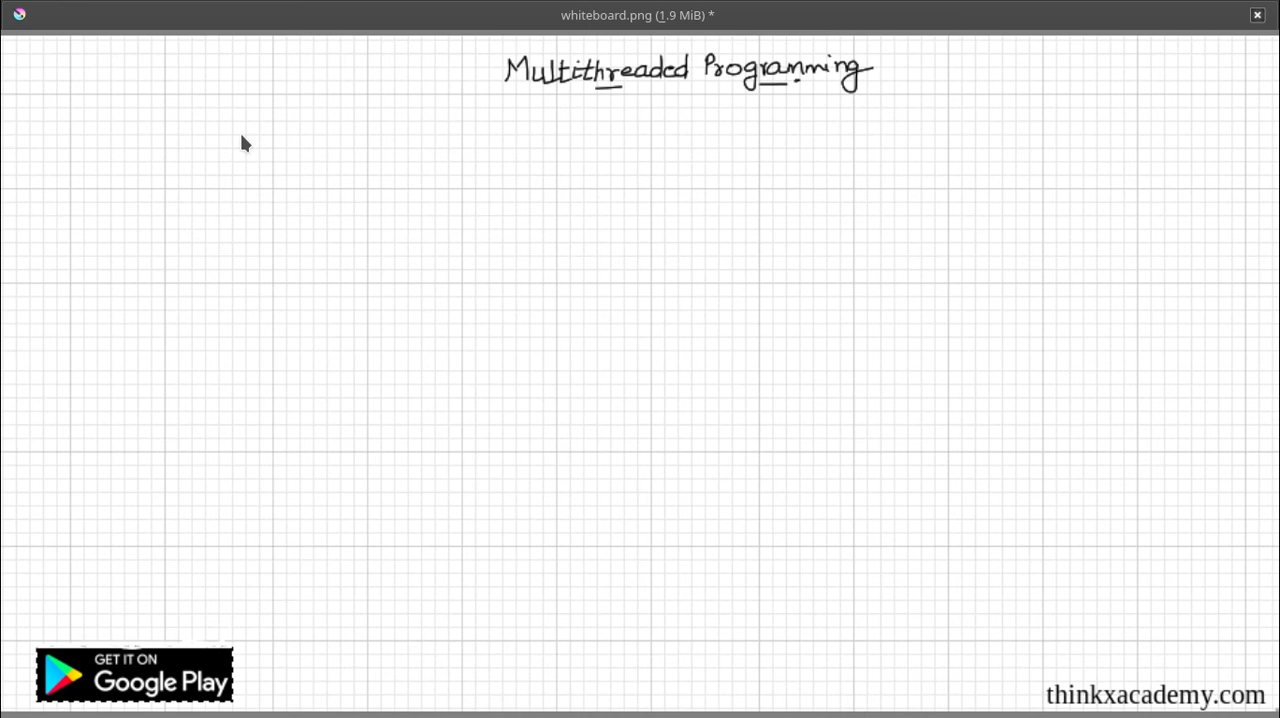 whiteboard.png (1.9 MiB) *
Multithreaded Programming
GET IT ON
Google Play
thinkxacademy.com